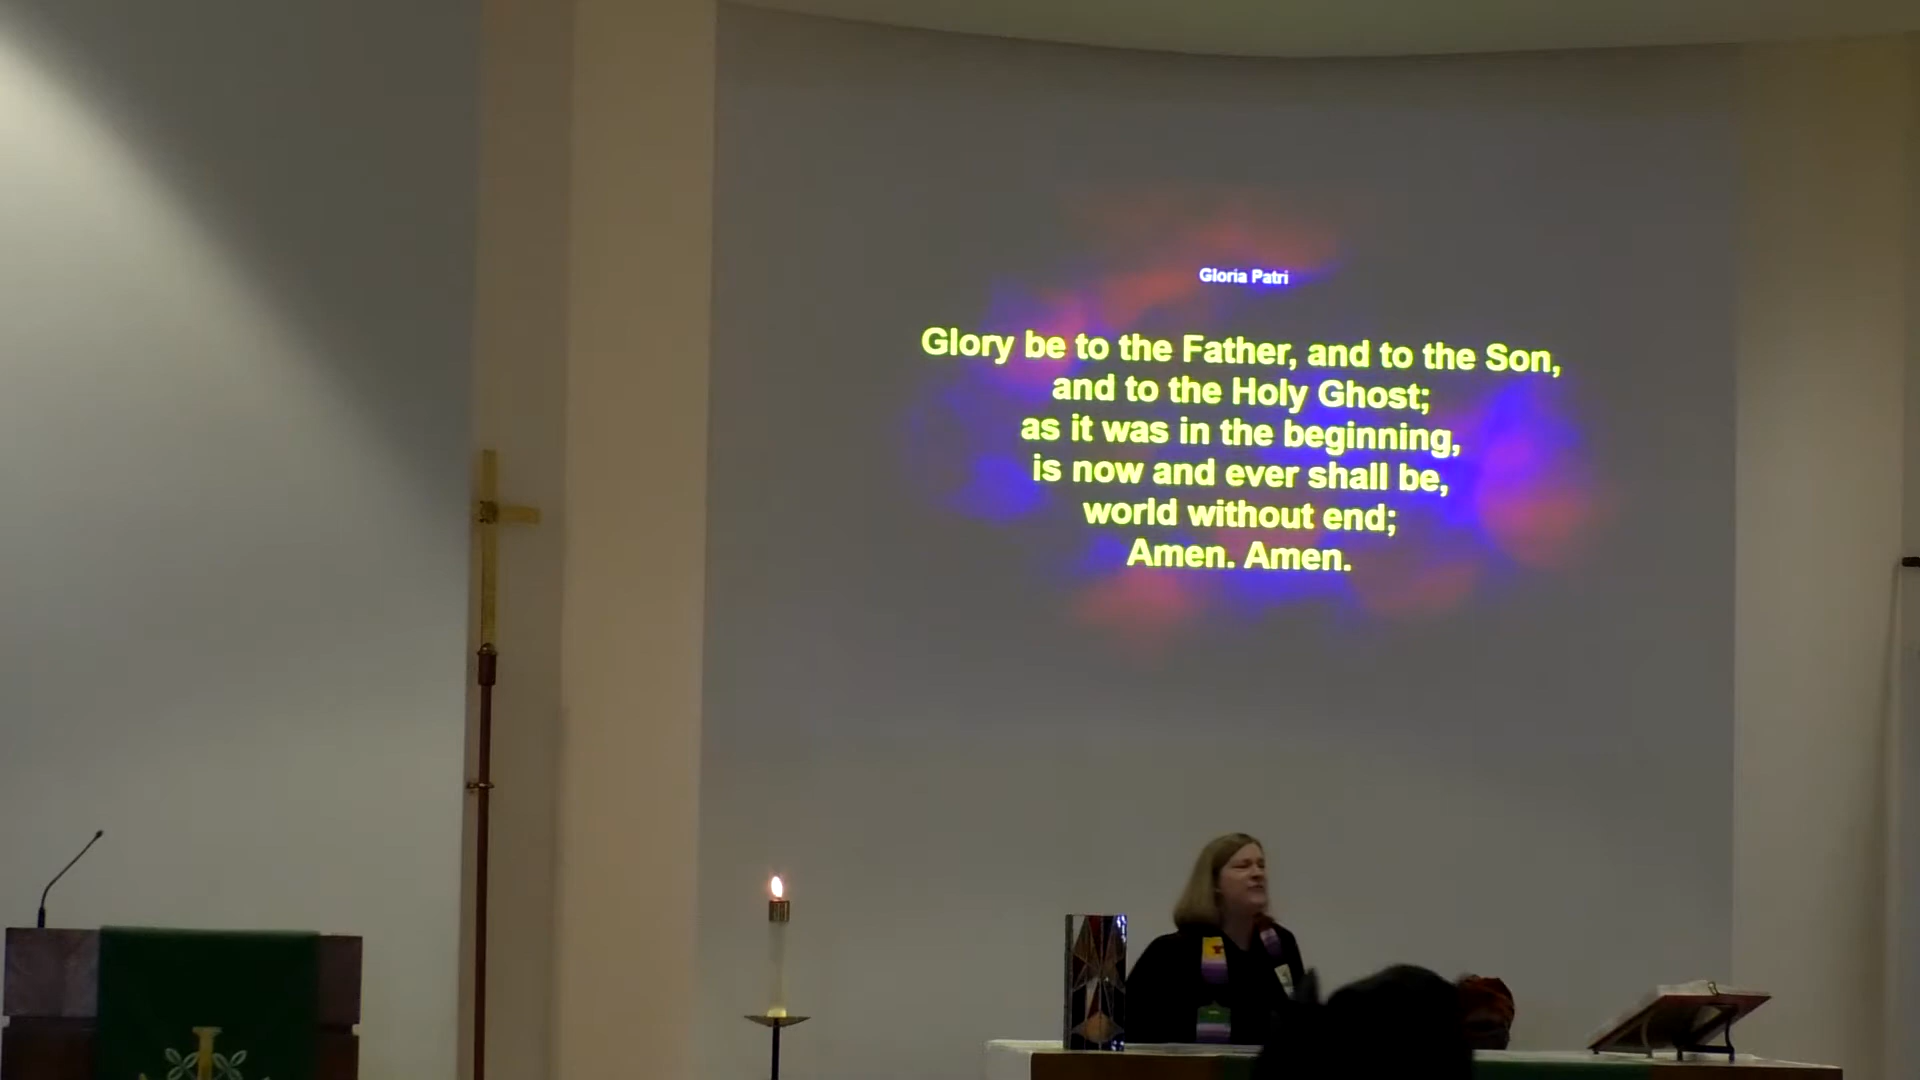 Gloria Patri
Glory be to the Father, and to the Son,
and to the Holy Ghost;
as it was in the beginning,
is now and ever shall be,
world without end;
Amen. Amen.